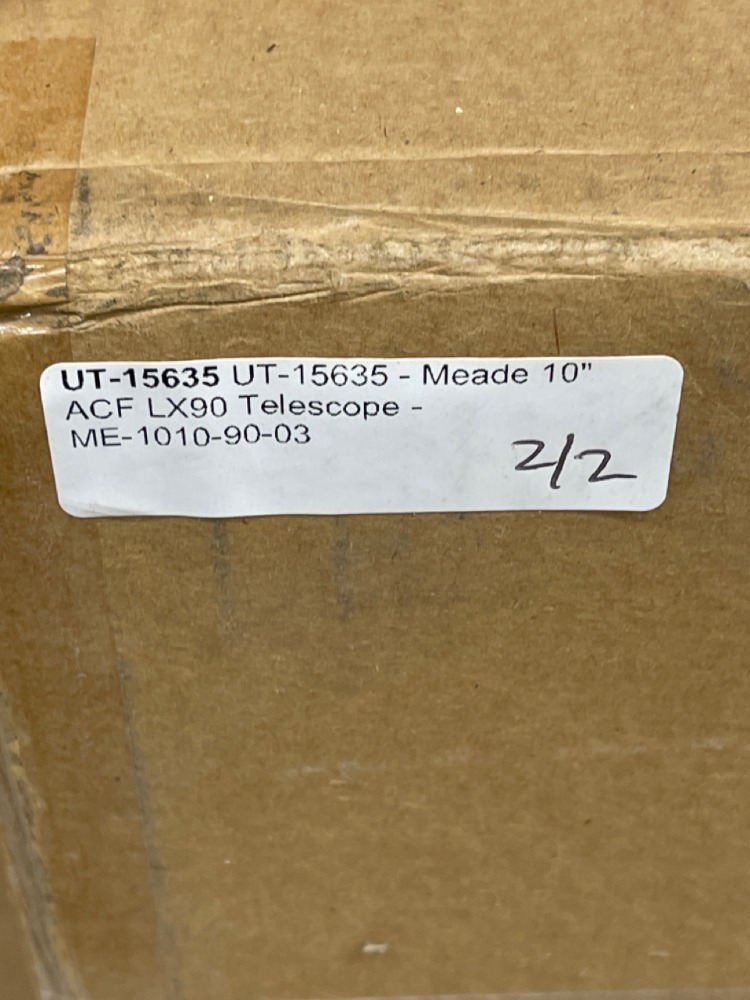 UT-15635 UT-15635 - Meade 10"
ACF LX90 Telescope -
ME-1010-90-03
2/2